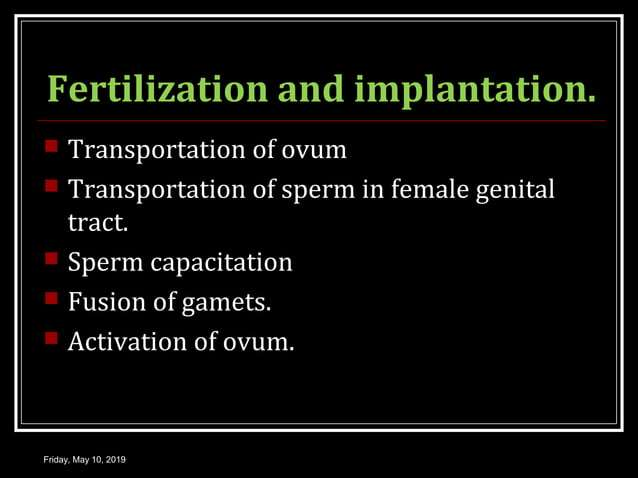 Fertilization and implantation.
Transportation of ovum
Transportation of sperm in female genital
tract.
Sperm capacitation
Fusion of gamets.
Activation of ovum.
Friday, May 10, 2019